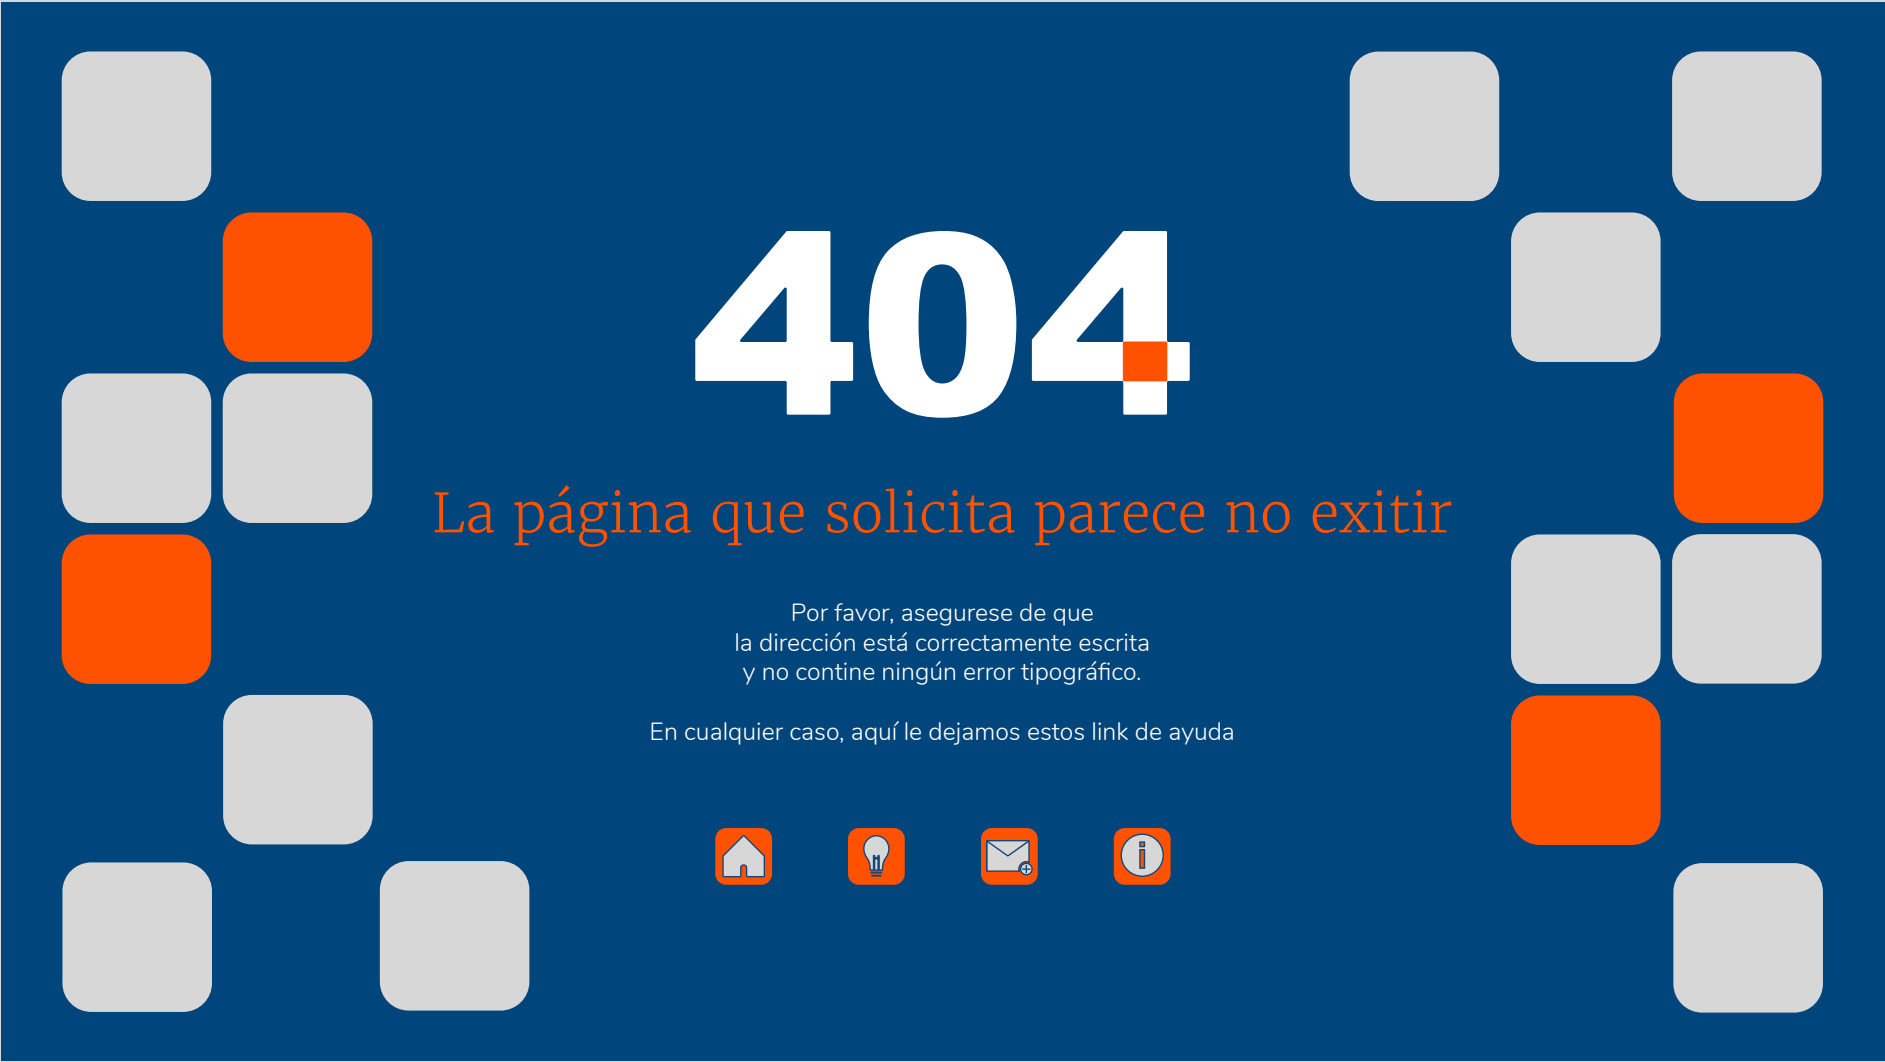 404
La página que solicita parece no exitir
Por favor, asegurese de que
la dirección está correctamente escrita
y no contine ningún error tipográfico.
En cualquier caso, aquí le dejamos estos link de ayuda